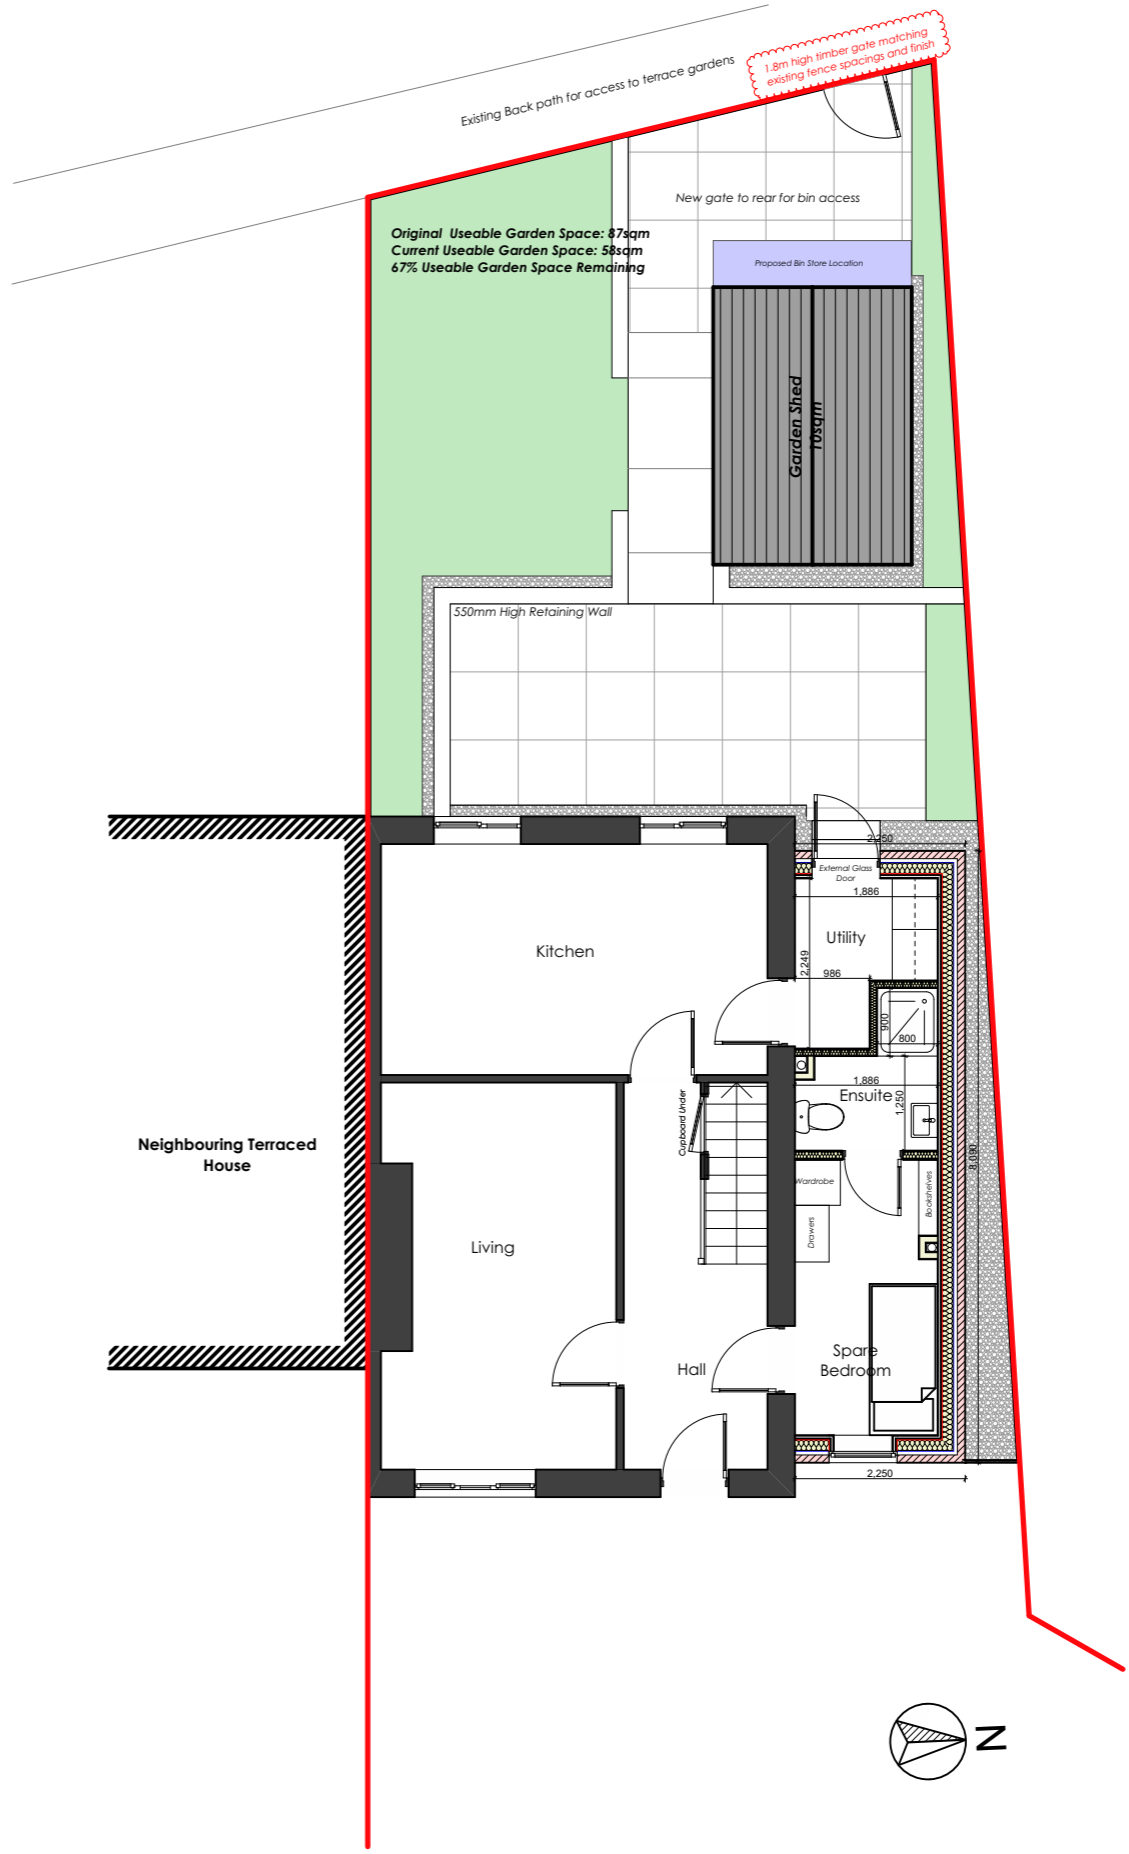 1.8m high timber gate matching
existing fence spacings and finish
Existing Back path for access to terrace gardens
New gate to rear for bin access
Original Useable Garden Space: 87sqm
Current Useable Garden Space: 58sqm
67% Useable Garden Space Remaining
Proposed Bin Store Location
Garden Shed
10sqm
550mm High Retaining Wall
2,250
External Glass
Door
1,886
Utility
Kitchen
2,249
986
900
800
1,886
Ensuite
1,250
Cupboard Under
Neighbouring Terraced
House
8,090
Wardrobe
Bookshelves
Drawers
Living
Spare
Bedroom
Hall
2,250
N